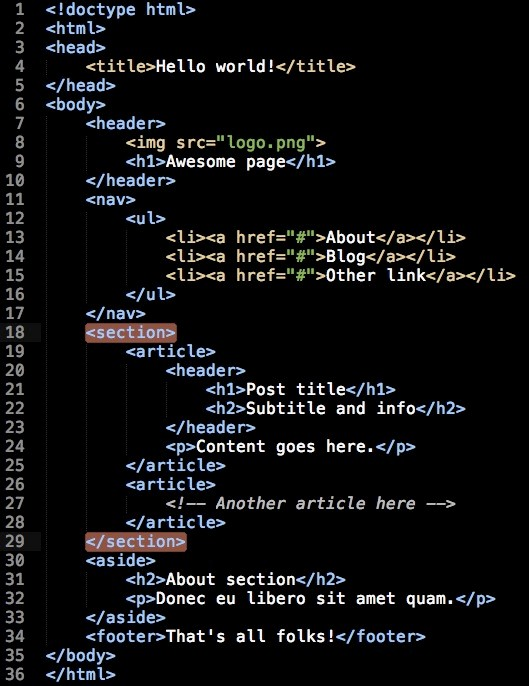 1 <!doctype html>
2 <html>
3 <head>
4     <title>Hello world!</title>
5 </head>
6 <body>
7     <header>
8         <img src="logo.png">
9         <h1>Awesome page</h1>
10     </header>
11     <nav>
12         <ul>
13             <li><a href="#">About</a></li>
14             <li><a href="#">Blog</a></li>
15             <li><a href="#">Other link</a></li>
16         </ul>
17     </nav>
18     <section>
19         <article>
20             <header>
21                 <h1>Post title</h1>
22                 <h2>Subtitle and info</h2>
23             </header>
24             <p>Content goes here.</p>
25         </article>
26         <article>
27             <!-- Another article here -->
28         </article>
29     </section>
30     <aside>
31         <h2>About section</h2>
32         <p>Donec eu libero sit amet quam.</p>
33     </aside>
34     <footer>That's all folks!</footer>
35 </body>
36 </html>